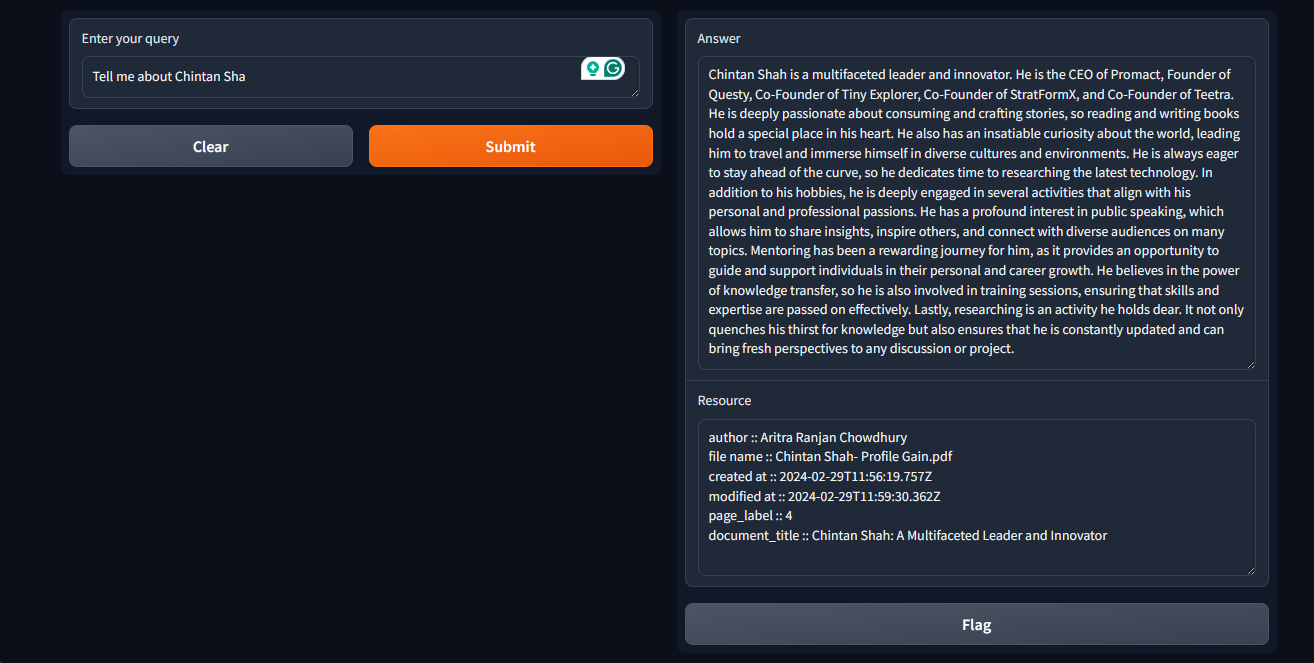 Enter your query
Tell me about Chintan Sha
Clear
Submit
Answer
Chintan Shah is a multifaceted leader and innovator. He is the CEO of Promact, Founder of
Questy, Co-Founder of Tiny Explorer, Co-Founder of StratFormX, and Co-Founder of Teetra.
He is deeply passionate about consuming and crafting stories, so reading and writing books
hold a special place in his heart. He also has an insatiable curiosity about the world, leading
him to travel and immerse himself in diverse cultures and environments. He is always eager
to stay ahead of the curve, so he dedicates time to researching the latest technology. In
addition to his hobbies, he is deeply engaged in several activities that align with his
personal and professional passions. He has a profound interest in public speaking, which
allows him to share insights, inspire others, and connect with diverse audiences on many
topics. Mentoring has been a rewarding journey for him, as it provides an opportunity to
guide and support individuals in their personal and career growth. He believes in the power
of knowledge transfer, so he is also involved in training sessions, ensuring that skills and
expertise are passed on effectively. Lastly, researching is an activity he holds dear. It not only
quenches his thirst for knowledge but also ensures that he is constantly updated and can
bring fresh perspectives to any discussion or project.
Resource
author :: Aritra Ranjan Chowdhury
file name :: Chintan Shah- Profile Gain.pdf
created at :: 2024-02-29T11:56:19.757Z
modified at :: 2024-02-29T11:59:30.362Z
page_label :: 4
document_title :: Chintan Shah: A Multifaceted Leader and Innovator
Flag